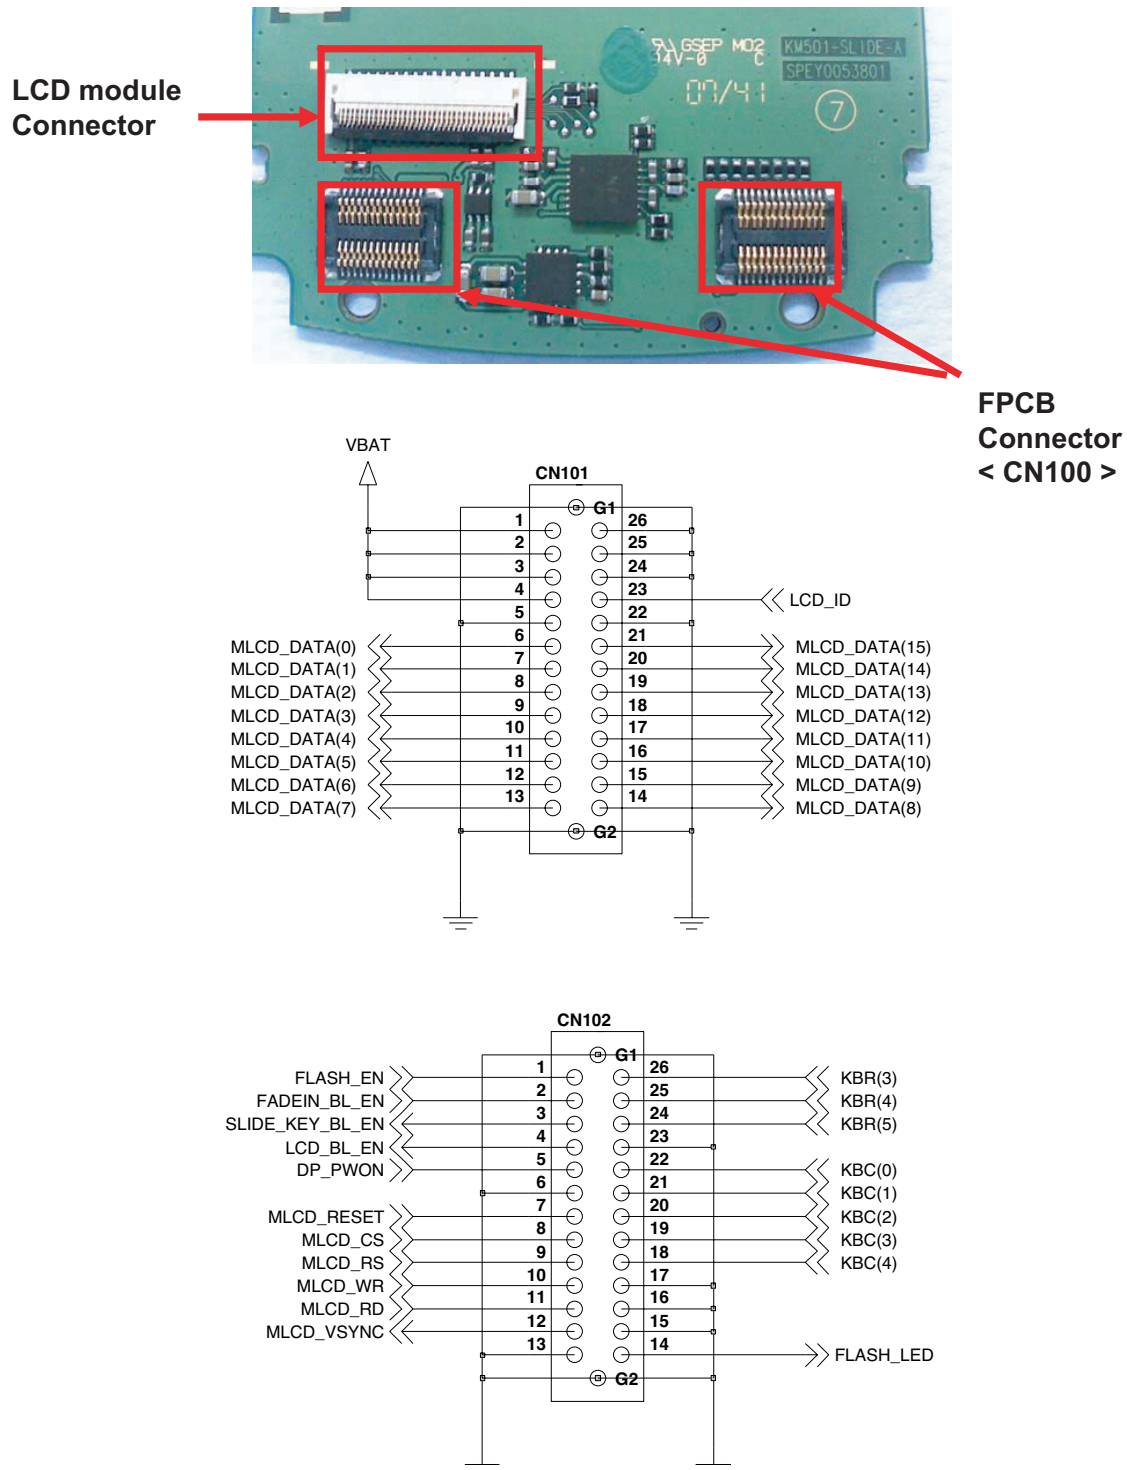 LCD module
Connector
GSEP M02
94V-0 C
KM501-SLIDE-A
SPEY0053801
07/41
7
FPCB
Connector
< CN100 >
VBAT
CN101
G1
1 26
2 25
3 24
4 23 LCD_ID
5 22
MLCD_DATA(0) 6 21 MLCD_DATA(15)
MLCD_DATA(1) 7 20 MLCD_DATA(14)
MLCD_DATA(2) 8 19 MLCD_DATA(13)
MLCD_DATA(3) 9 18 MLCD_DATA(12)
MLCD_DATA(4) 10 17 MLCD_DATA(11)
MLCD_DATA(5) 11 16 MLCD_DATA(10)
MLCD_DATA(6) 12 15 MLCD_DATA(9)
MLCD_DATA(7) 13 14 MLCD_DATA(8)
G2
CN102
G1
FLASH_EN 1 26 KBR(3)
FADEIN_BL_EN 2 25 KBR(4)
SLIDE_KEY_BL_EN 3 24 KBR(5)
LCD_BL_EN 4 23
DP_PWON 5 22 KBC(0)
6 21 KBC(1)
MLCD_RESET 7 20 KBC(2)
MLCD_CS 8 19 KBC(3)
MLCD_RS 9 18 KBC(4)
MLCD_WR 10 17
MLCD_RD 11 16
MLCD_VSYNC 12 15
13 14 FLASH_LED
G2